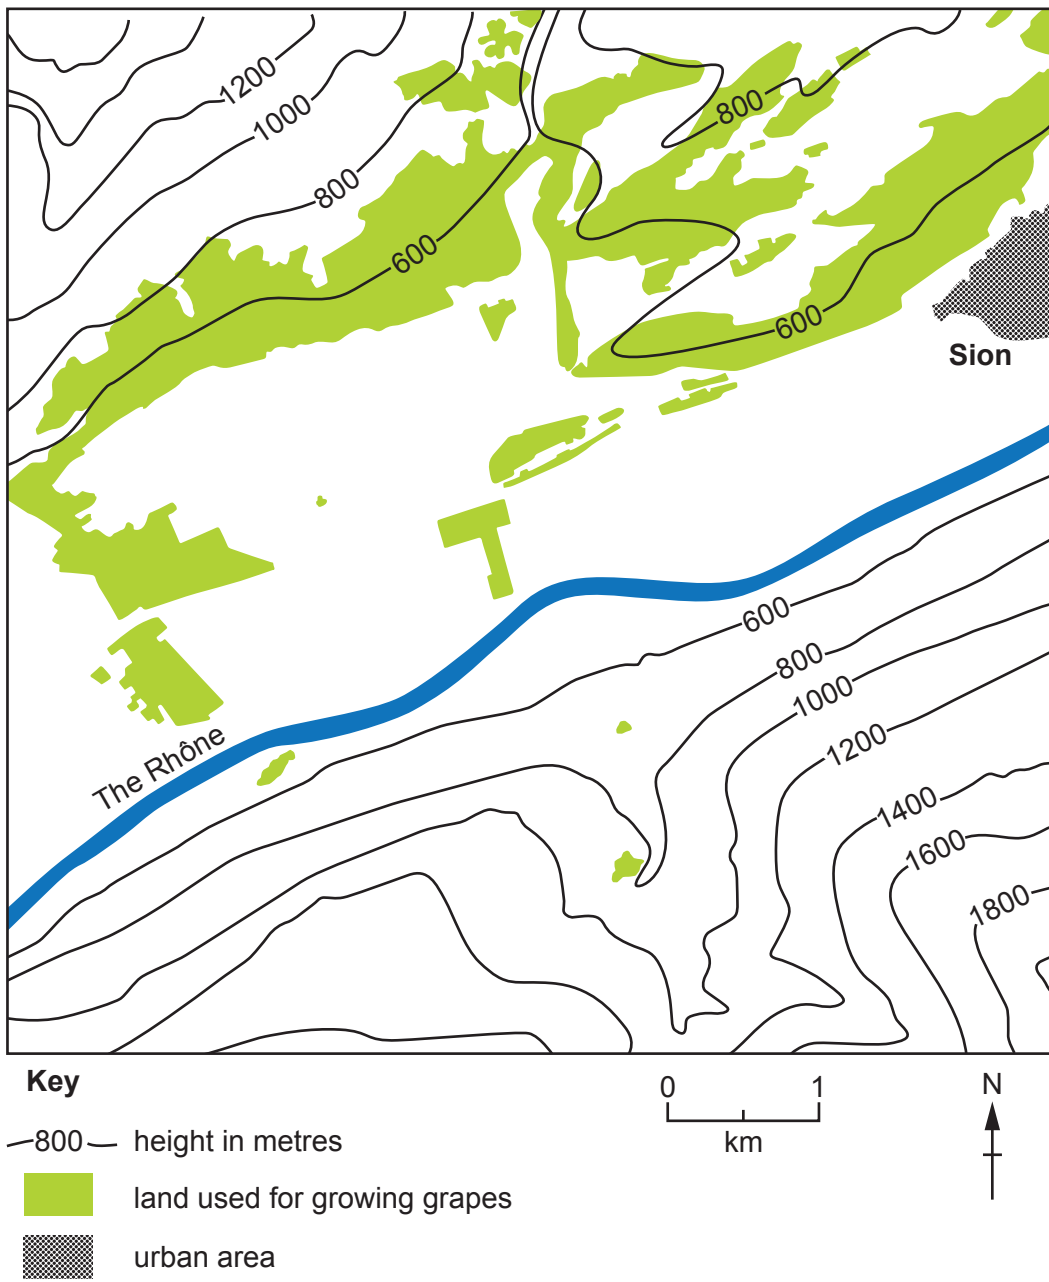 1200
1000
800
800
600
600
Sion
600
800
1000
The Rhône
1200
1400
1600
1800
Key
0 1
N
800 height in metres
km
land used for growing grapes
urban area